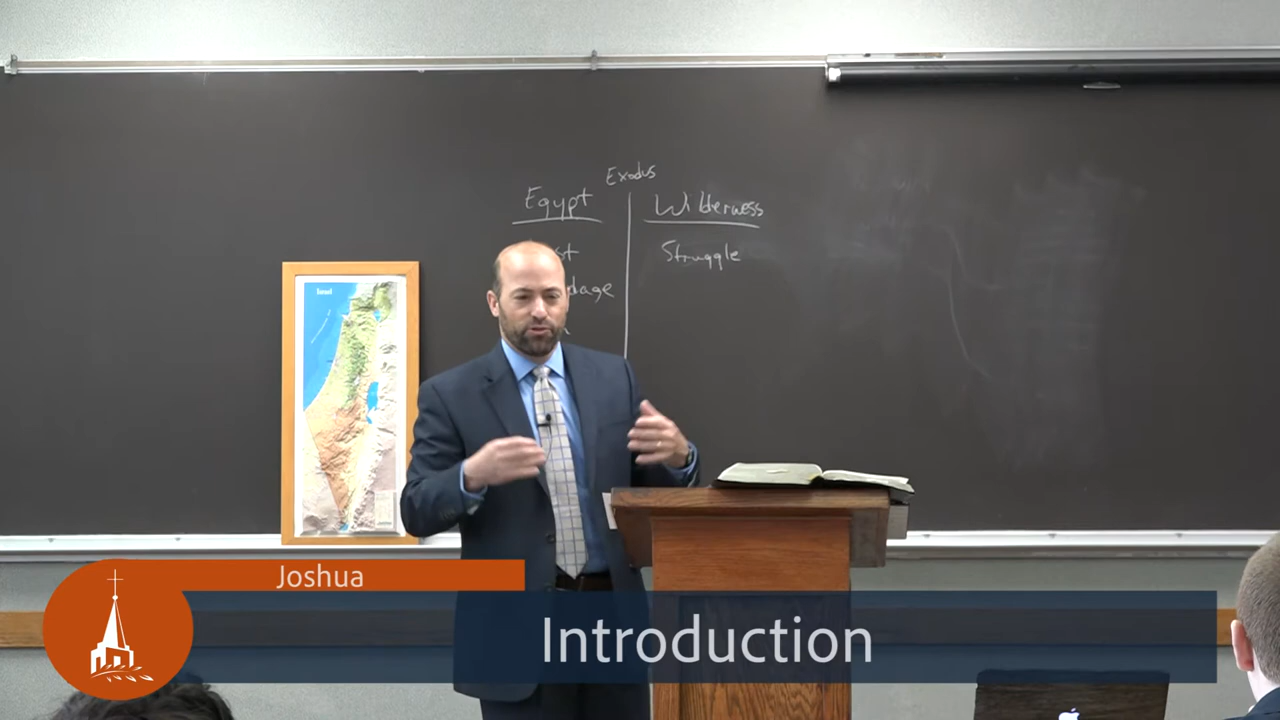 Exodus
Egypt
Wilderness
Struggle
Israel
Joshua
Introduction